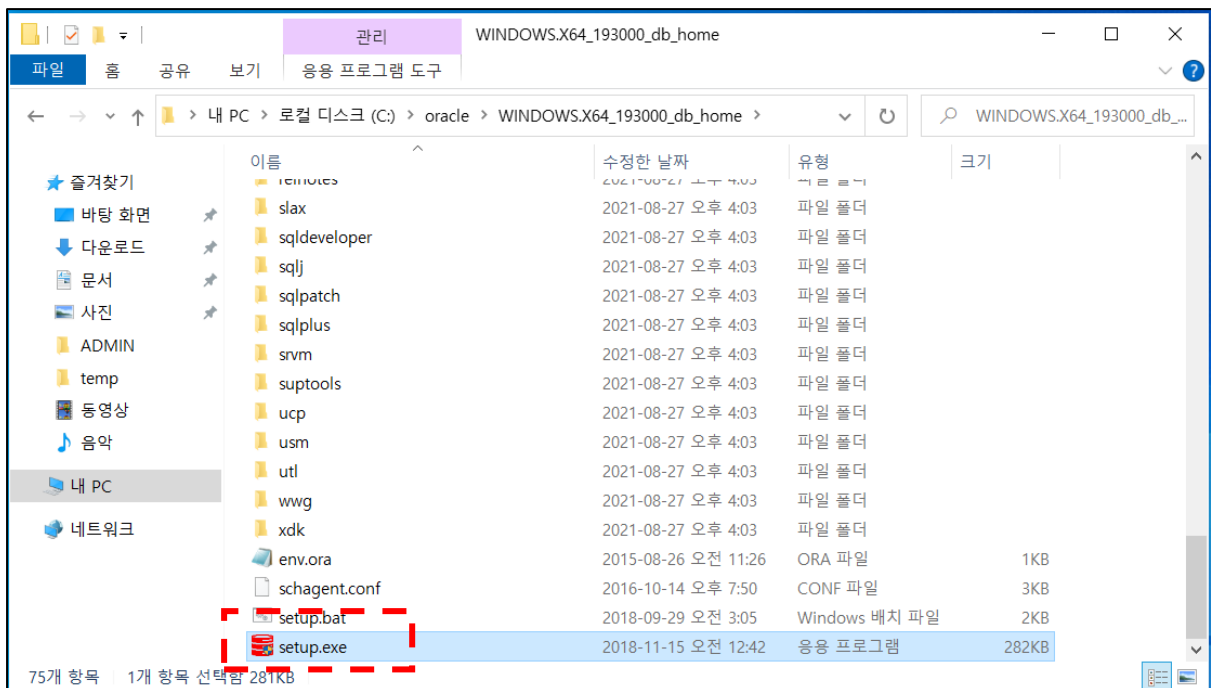 관리 WINDOWS.X64_193000_db_home
파일 홈 공유 보기 응용 프로그램 도구
내 PC > 로컬 디스크 (C:) > oracle > WINDOWS.X64_193000_db_home > WINDOWS.X64_193000_db_...
이름 수정한 날짜 유형 크기
즐겨찾기
바탕 화면
다운로드
문서
사진
ADMIN
temp
동영상
음악
내 PC
네트워크
relnotes 2021-08-27 오후 4:03 파일 폴더
slax 2021-08-27 오후 4:03 파일 폴더
sqldeveloper 2021-08-27 오후 4:03 파일 폴더
sqlj 2021-08-27 오후 4:03 파일 폴더
sqlpatch 2021-08-27 오후 4:03 파일 폴더
sqlplus 2021-08-27 오후 4:03 파일 폴더
srvm 2021-08-27 오후 4:03 파일 폴더
suptools 2021-08-27 오후 4:03 파일 폴더
ucp 2021-08-27 오후 4:03 파일 폴더
usm 2021-08-27 오후 4:03 파일 폴더
utl 2021-08-27 오후 4:03 파일 폴더
wwg 2021-08-27 오후 4:03 파일 폴더
xdk 2021-08-27 오후 4:03 파일 폴더
env.ora 2015-08-26 오전 11:26 ORA 파일 1KB
schagent.conf 2016-10-14 오후 7:50 CONF 파일 3KB
setup.bat 2018-09-29 오전 3:05 Windows 배치 파일 2KB
setup.exe 2018-11-15 오전 12:42 응용 프로그램 282KB
75개 항목 1개 항목 선택함 281KB